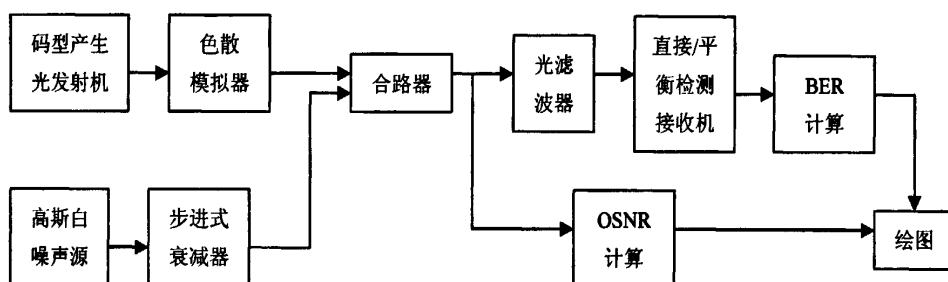 码型产生
光发射机
色散
模拟器
合路器
光滤
波器
直接/平
衡检测
接收机
BER
计算
高斯白
噪声源
步进式
衰减器
OSNR
计算
绘图